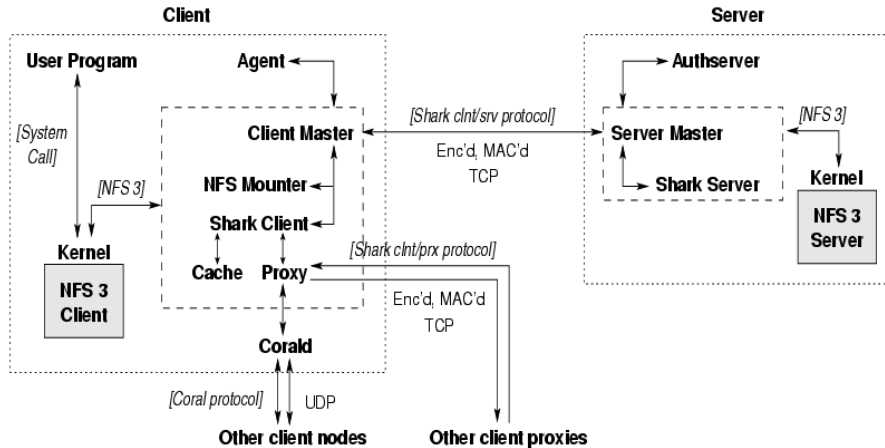 Client
Server
User Program
Agent
Authserver
[System
Call]
[Shark clnt/srv protocol]
[NFS 3]
Client Master
Server Master
Enc'd, MAC'd
TCP
[NFS 3]
NFS Mounter
Shark Server
Kernel
Shark Client
NFS 3
Server
Kernel
[Shark clnt/prx protocol]
Cache
Proxy
NFS 3
Client
Enc'd, MAC'd
TCP
Corald
[Coral protocol]
UDP
Other client nodes
Other client proxies